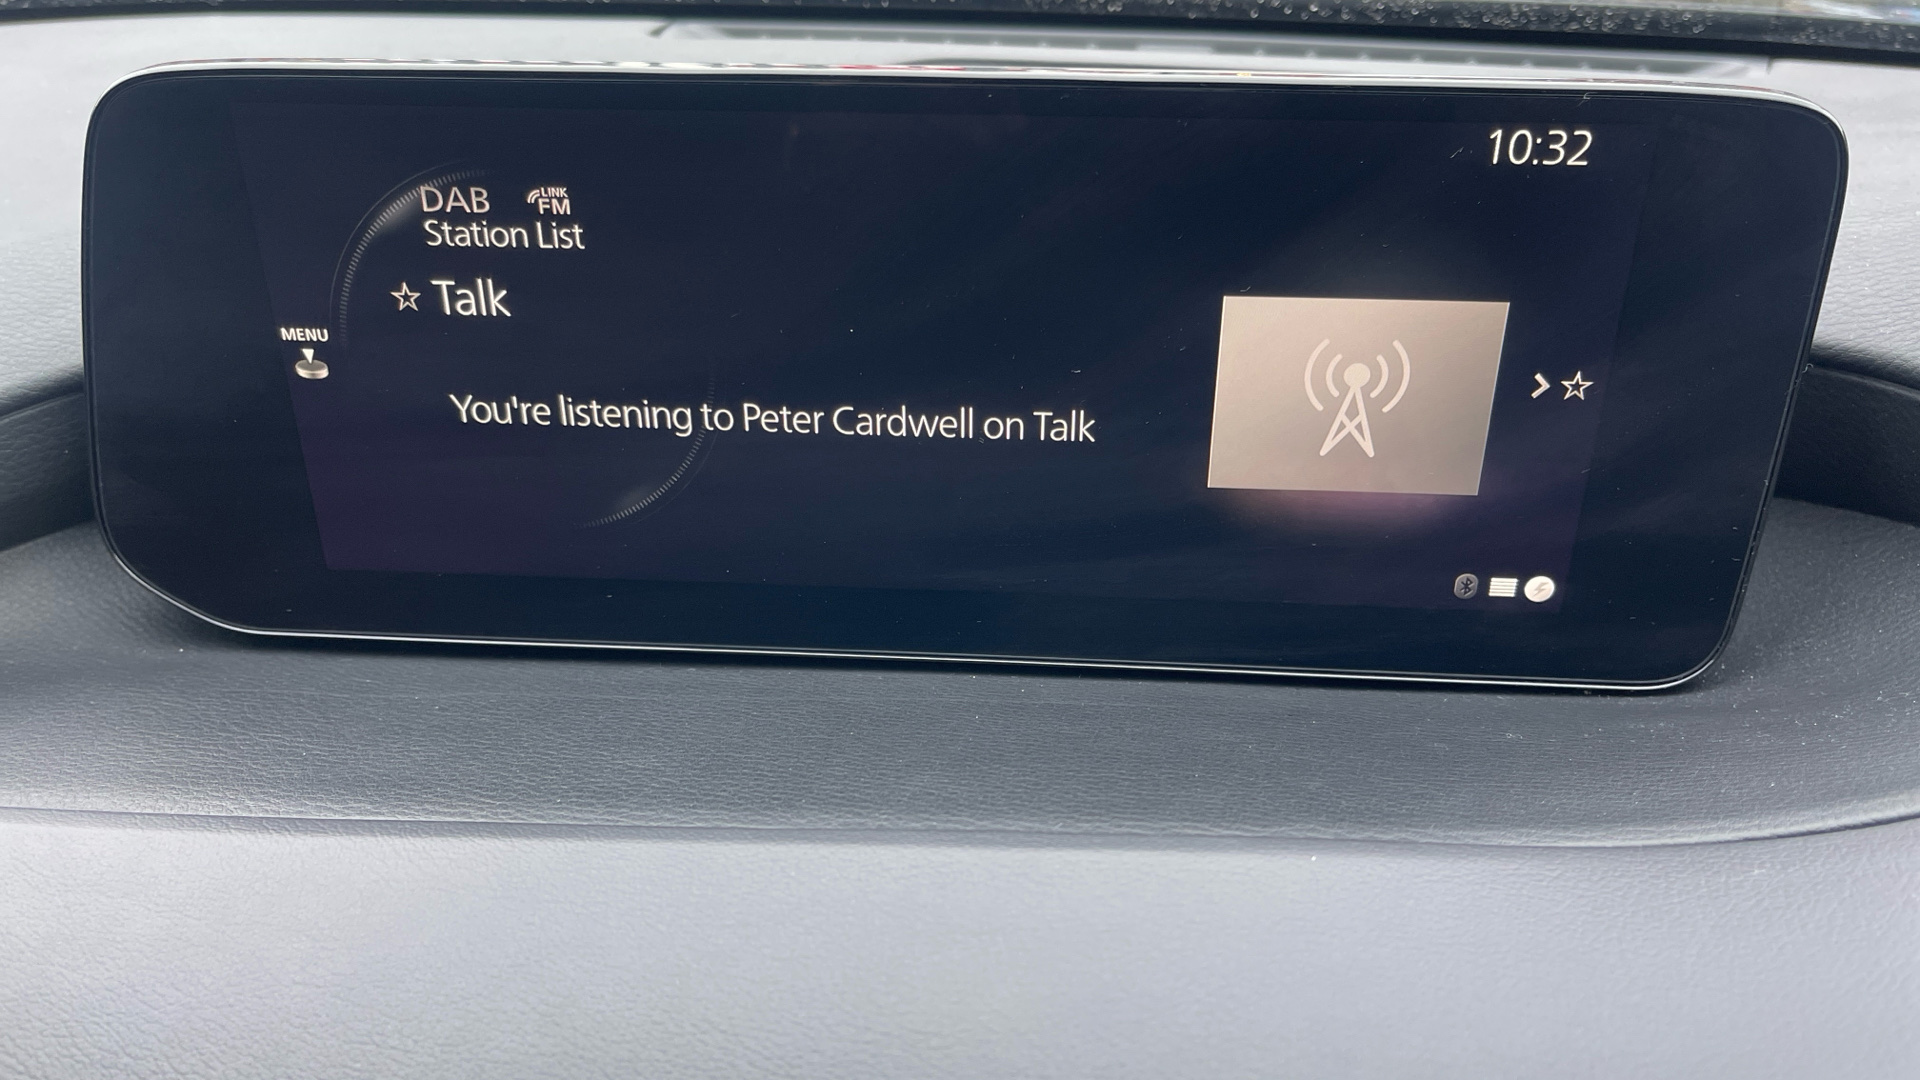 10:32
DAB LINK FM
Station List
Talk
MENU
You're listening to Peter Cardwell on Talk